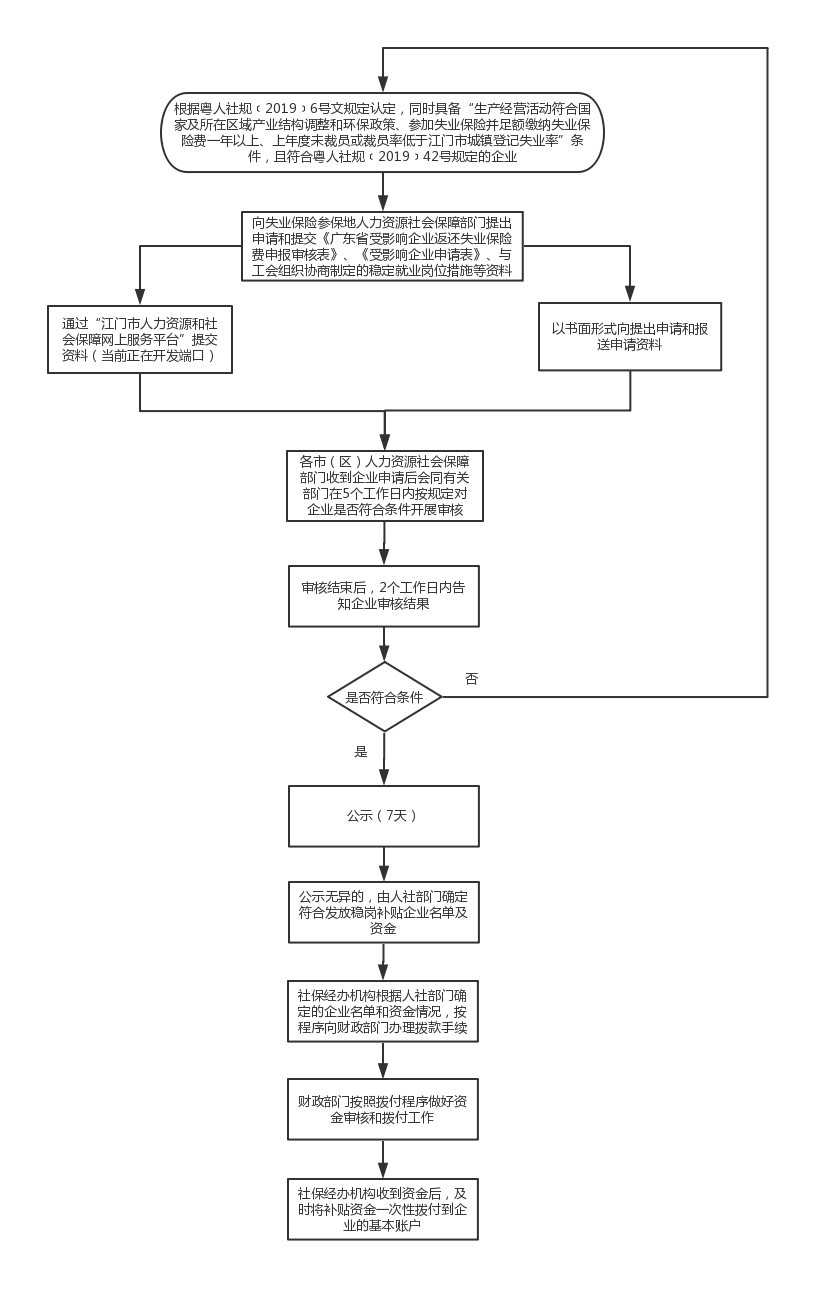 根据粤人社规﹝2019﹞6号文规定认定，同时具备“生产经营活动符合国
家及所在区域产业结构调整和环保政策、参加失业保险并足额缴纳失业保
险费一年以上、上年度未裁员或裁员率低于江门市城镇登记失业率”条
件，且符合粤人社规﹝2019﹞42号规定的企业
向失业保险参保地人力资源社会保障部门提出
申请和提交《广东省受影响企业返还失业保险
费申报审核表》、《受影响企业申请表》、与
工会组织协商制定的稳定就业岗位措施等资料
通过“江门市人力资源和社
会保障网上服务平台”提交
资料（当前正在开发端口）
以书面形式向提出申请和报
送申请资料
各市（区）人力资源社会保障
部门收到企业申请后会同有关
部门在5个工作日内按规定对
企业是否符合条件开展审核
审核结束后，2个工作日内告
知企业审核结果
是否符合条件
否
是
公示（7天）
公示无异的，由人社部门确定
符合发放稳岗补贴企业名单及
资金
社保经办机构根据人社部门确
定的企业名单和资金情况，按
程序向财政部门办理拨款手续
财政部门按照拨付程序做好资
金审核和拨付工作
社保经办机构收到资金后，及
时将补贴资金一次性拨付到企
业的基本账户